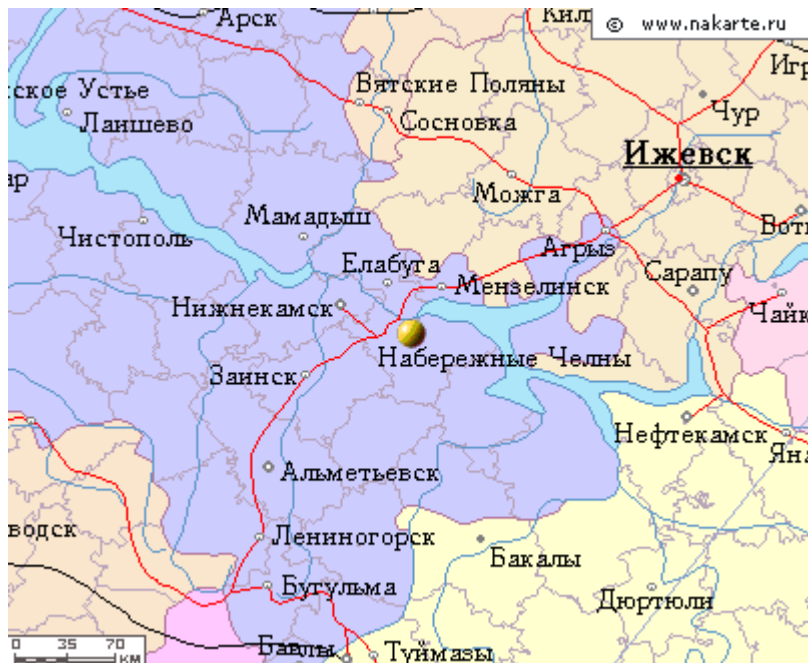 Арск
Кил
© www.nakarte.ru
Игр
ское Устье
Вятские Поляны
Чур
Лаишево
Сосновка
Ижевск
ар
Можга
Мамадыш
Чистополь
Агрыз
Вотк
Елабуга
Сарапу
Мензелинск
Нижнекамск
Чайк
Набережные Челны
Заинск
Нефтекамск
Яна
Альметьевск
водск
Лениногорск
Бакалы
Бугульма
Дюртюли
0 35 70
км
Бавлы
Туймазы